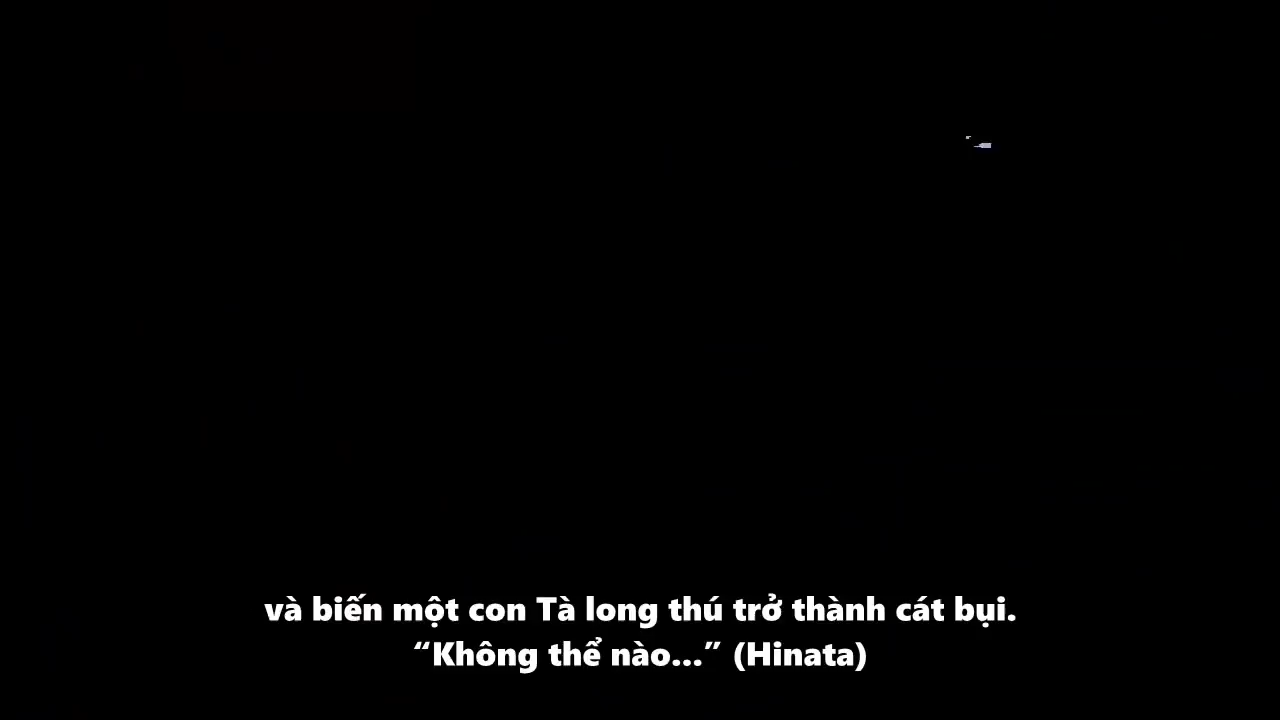 và biến một con Tà long thú trở thành cát bụi.
“Không thể nào...” (Hinata)